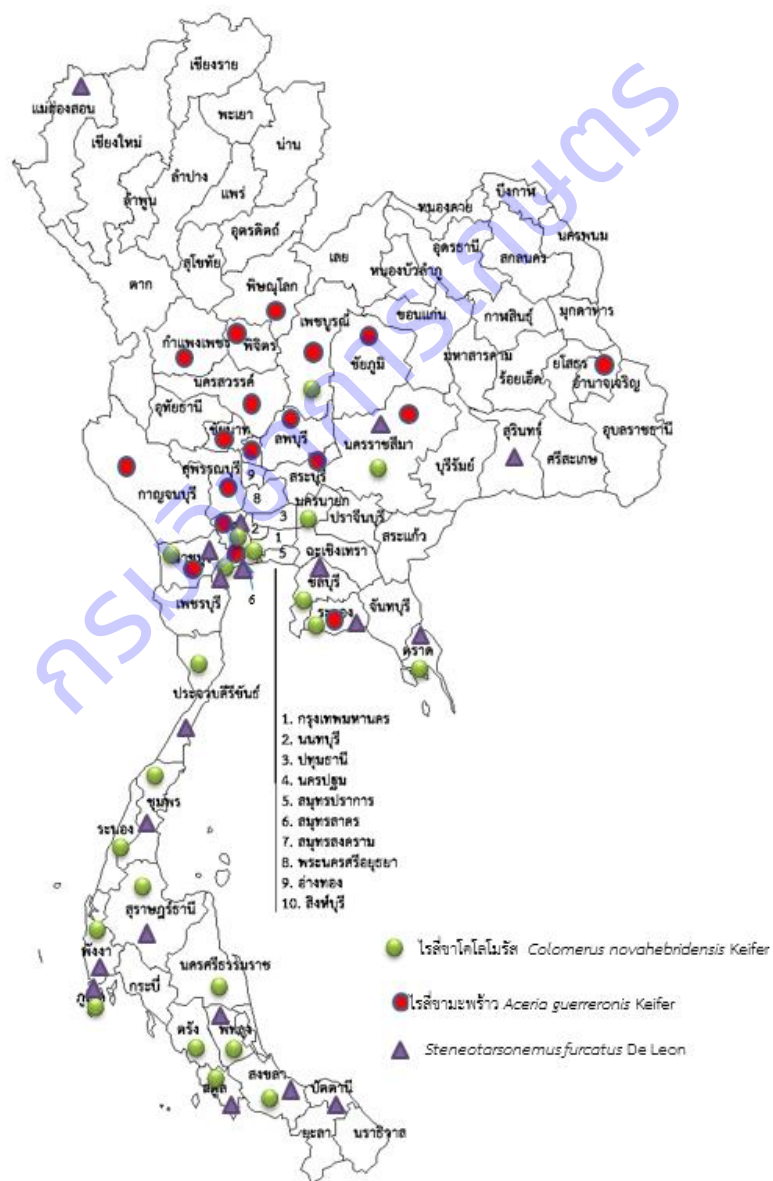 เชียงราย
แม่ฮ่องสอน
พะเยา
เชียงใหม่
น่าน
ลำปาง
ลำพูน
แพร่
อุตรดิตถ์
สุโขทัย
ตาก
พิษณุโลก
เลย
หนองคาย
บึงกาฬ
อุดรธานี
นครพนม
สกลนคร
หนองบัวลำภู
เพชบูรณ์
ขอนแก่น
กาฬสินธุ์
มุกดาหาร
กำแพงเพชร
พิจิตร
ชัยภูมิ
มหาสารคาม
ร้อยเอ็ด
ยโสธร
อำนาจเจริญ
นครสวรรค์
อุทัยธานี
ชัยนาท
ลพบุรี
นครราชสีมา
สุรินทร์
อุบลราชธานี
บุรีรัมย์
ศรีสะเกษ
สุพรรณบุรี
สระบุรี
กาญจนบุรี
9
8
นครนายก
3
ปราจีนบุรี
2
1
สระแก้ว
5
ฉะเชิงเทรา
ชลบุรี
เพชรบุรี
6
ระยอง
จันทบุรี
ตราด
ประจวบคีรีขันธ์
กรมวิชาการเกษตร
1. กรุงเทพมหานคร
2. นนทบุรี
3. ปทุมธานี
4. นครปฐม
5. สมุทรปราการ
6. สมุทรสาคร
7. สมุทรสงคราม
8. พระนครศรีอยุธยา
9. อ่างทอง
10. สิงห์บุรี
ชุมพร
ระนอง
สุราษฎร์ธานี
พังงา
นครศรีธรรมราช
กระบี่
ภูเก็ต
ตรัง
พัทลุง
สตูล
สงขลา
ปัตตานี
ยะลา
นราธิวาส
ไรสี่ขาโคโลโมรัส Colomerus novahebridensis Keifer
ไรสี่ขามะพร้าว Aceria guerreronis Keifer
Steneotarsonemus furcatus De Leon